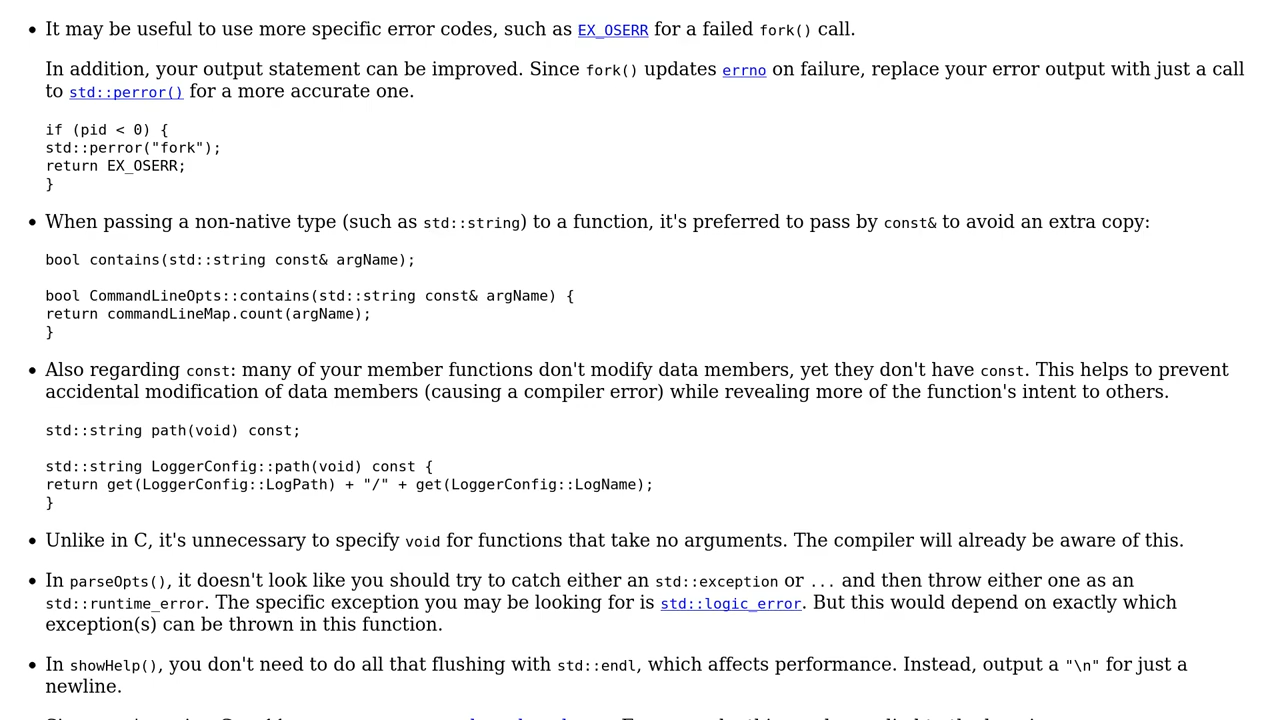 • It may be useful to use more specific error codes, such as EX_OSERR for a failed fork() call.
In addition, your output statement can be improved. Since fork() updates errno on failure, replace your error output with just a call
to std::perror() for a more accurate one.
if (pid < 0) {
std::perror("fork");
return EX_OSERR;
}
• When passing a non-native type (such as std::string) to a function, it's preferred to pass by const& to avoid an extra copy:
bool contains(std::string const& argName);
bool CommandLineOpts::contains(std::string const& argName) {
return commandLineMap.count(argName);
}
• Also regarding const: many of your member functions don't modify data members, yet they don't have const. This helps to prevent
accidental modification of data members (causing a compiler error) while revealing more of the function's intent to others.
std::string path(void) const;
std::string LoggerConfig::path(void) const {
return get(LoggerConfig::LogPath) + "/" + get(LoggerConfig::LogName);
}
• Unlike in C, it's unnecessary to specify void for functions that take no arguments. The compiler will already be aware of this.
• In parseOpts(), it doesn't look like you should try to catch either an std::exception or ... and then throw either one as an
std::runtime_error. The specific exception you may be looking for is std::logic_error. But this would depend on exactly which
exception(s) can be thrown in this function.
• In showHelp(), you don't need to do all that flushing with std::endl, which affects performance. Instead, output a "\n" for just a
newline.